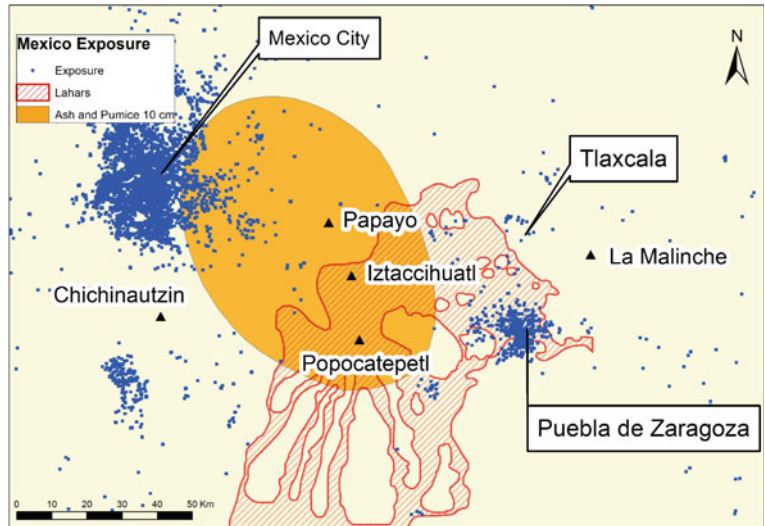 Mexico Exposure
Exposure
Lahars
Ash and Pumice 10 cm
Mexico City
N
Tlaxcala
Papayo
La Malinche
Iztaccihuatl
Chichinautzin
Popocatepetl
Puebla de Zaragoza
0 10 20 30 40 50 Km